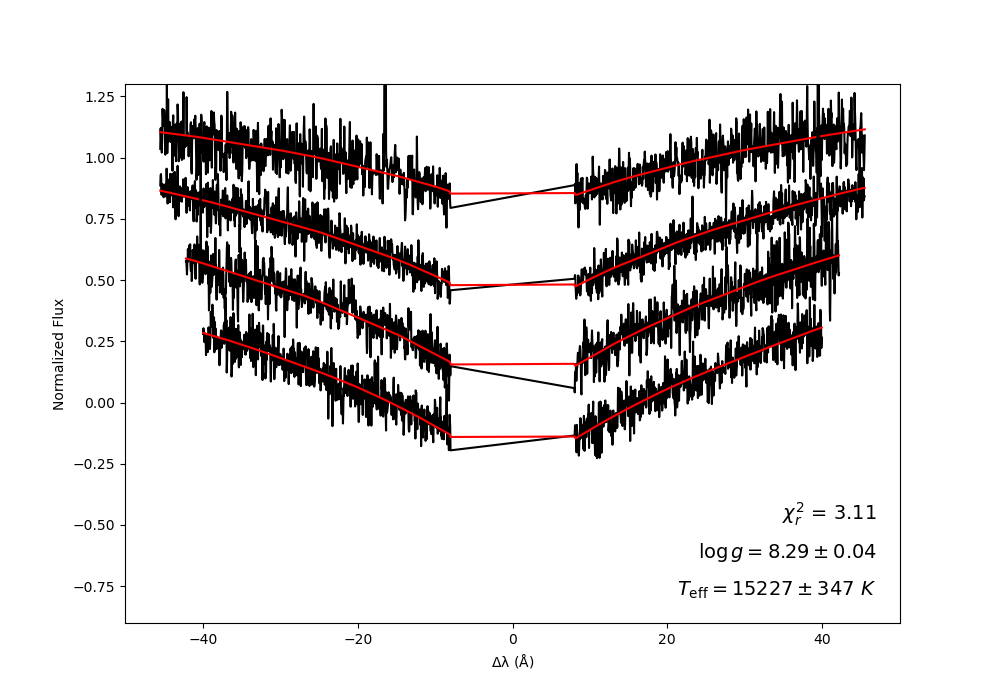 1.25
1.00
0.75
0.50
0.25
0.00
−0.25
−0.50
−0.75
Normalized Flux
χ²ᵣ = 3.11
log g = 8.29 ± 0.04
T_eff = 15227 ± 347 K
−40 −20 0 20 40
Δλ (Å)